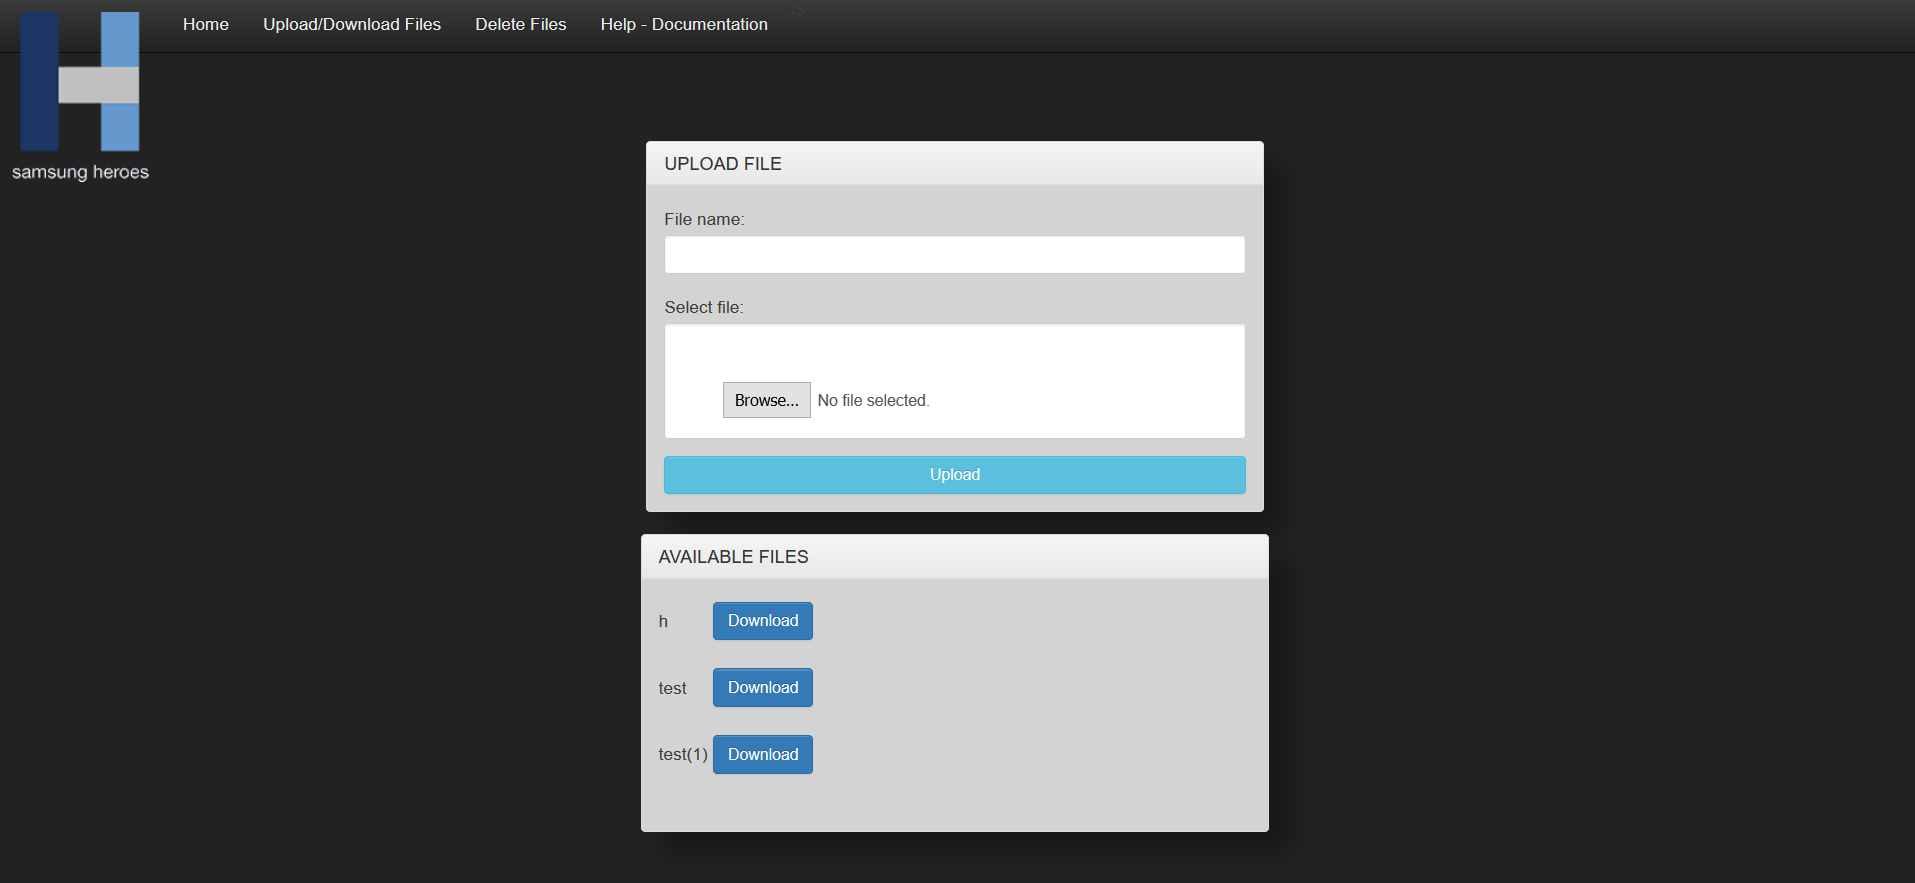 Home Upload/Download Files Delete Files Help - Documentation -->
samsung heroes
UPLOAD FILE
File name:
Select file:
Browse... No file selected.
Upload
AVAILABLE FILES
h Download
test Download
test(1) Download